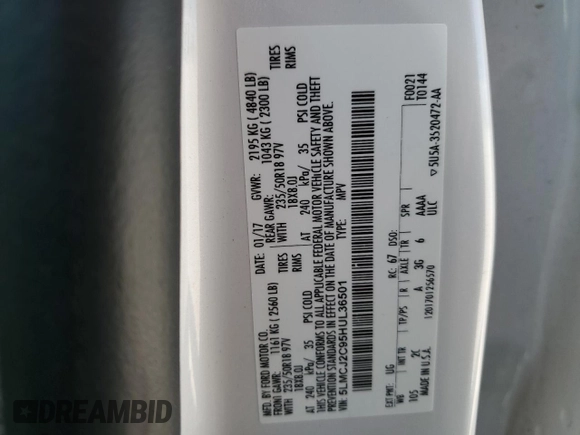 MFD. BY FORD MOTOR CO.
DATE: 01/17 GVWR: 2195 KG ( 4840 LB)
FRONT GAWR: 1161 KG ( 2560 LB) REAR GAWR: 1043 KG ( 2300 LB)
WITH 235/50R18 97V TIRES WITH 235/50R18 97V TIRES
18X8.0J RIMS 18X8.0J RIMS
AT 240 kPa/ 35 PSI COLD AT 240 kPa/ 35 PSI COLD
THIS VEHICLE CONFORMS TO ALL APPLICABLE FEDERAL MOTOR VEHICLE SAFETY AND THEFT
PREVENTION STANDARDS IN EFFECT ON THE DATE OF MANUFACTURE SHOWN ABOVE.
VIN: 5LMCJ2C95HUL36501 TYPE: MPV
F0021
T0144
EXT PNT: UG RC: 67 DSO:
WB INT TR TP/PS R AXLE TR SPR
105 2C A 3G 6 AAAA
MADE IN U.S.A. ULC
1201701256570
5U5A-3520472-AA
DREAMBID